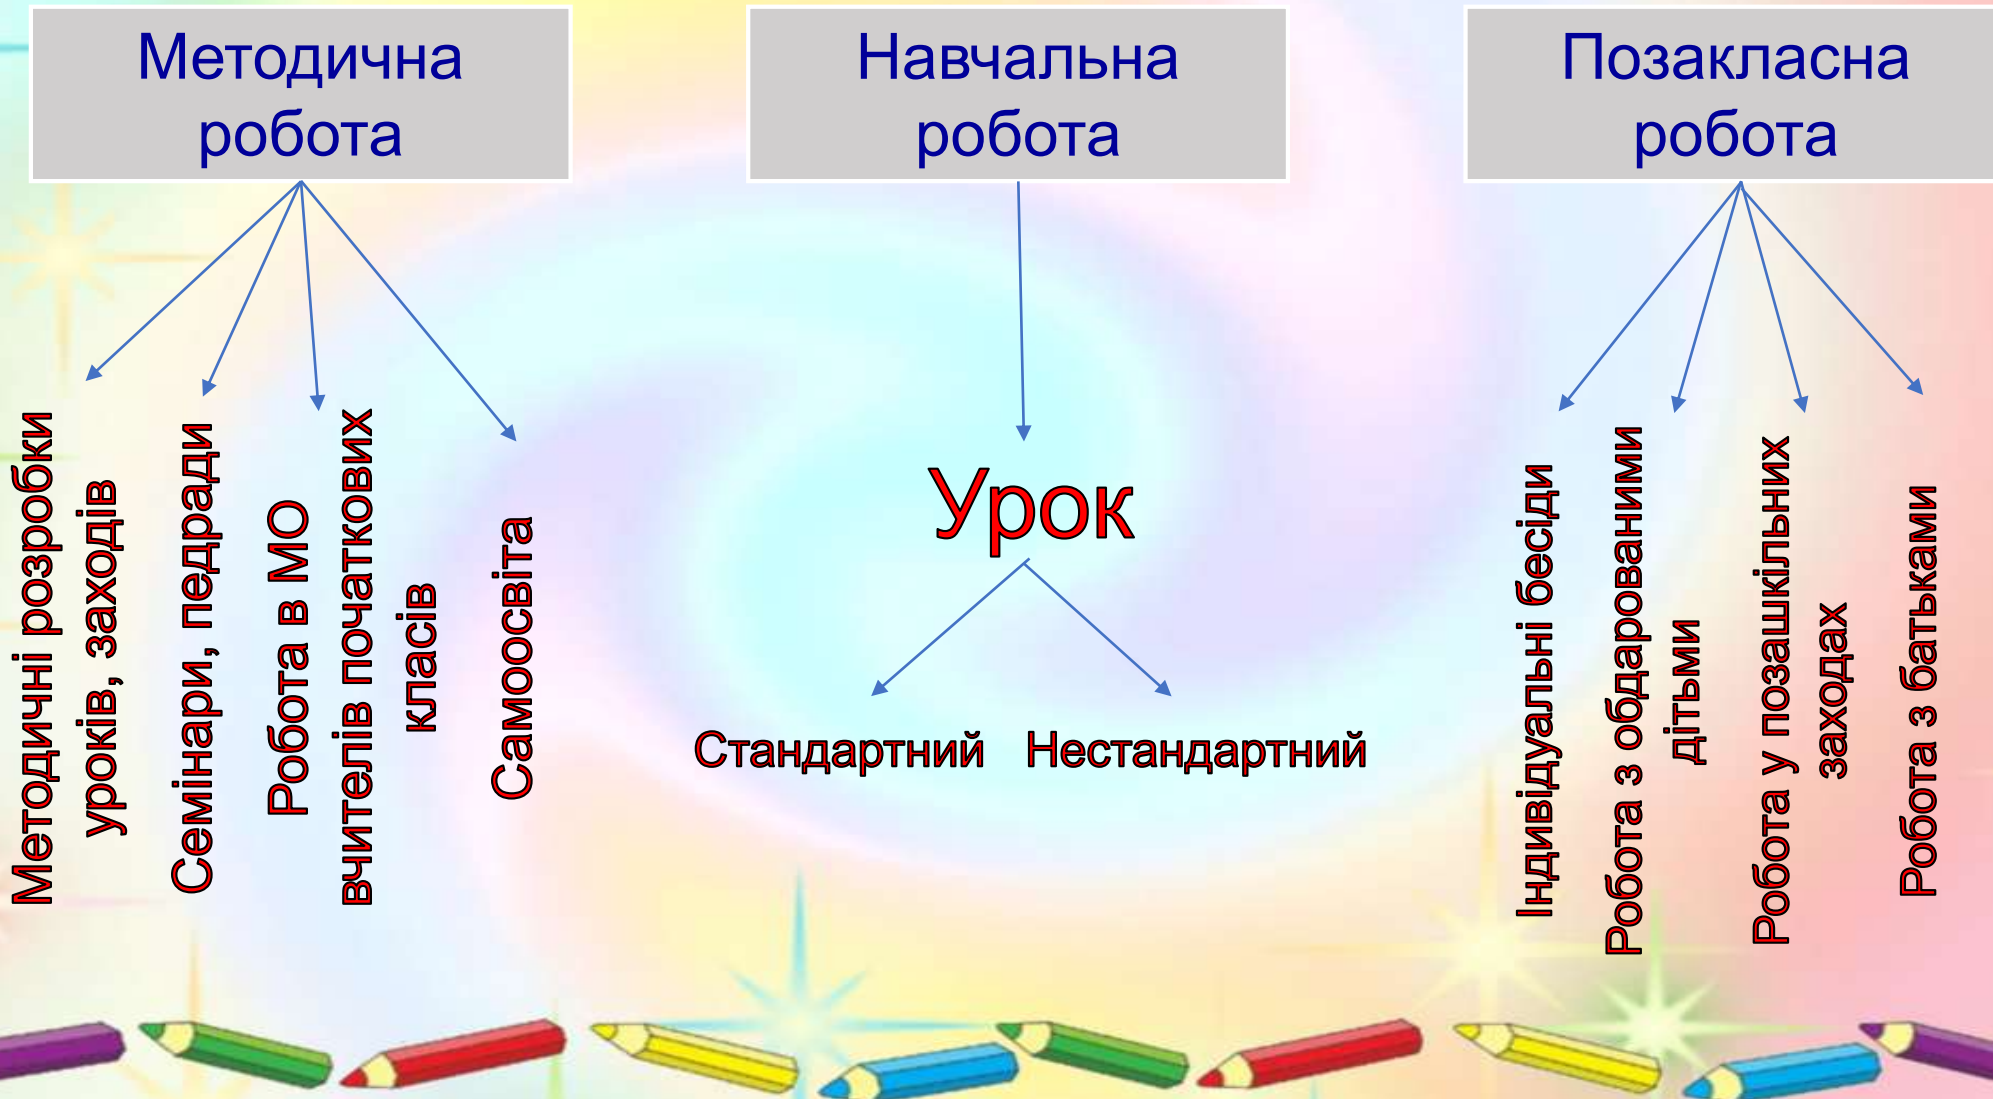 Методична
робота
Навчальна
робота
Позакласна
робота
Методичні розробки
уроків, заходів
Семінари, педради
Робота в МО
вчителів початкових
класів
Самоосвіта
Урок
Стандартний
Нестандартний
Індивідуальні бесіди
Робота з обдарованими
дітьми
Робота у позашкільних
заходах
Робота з батьками